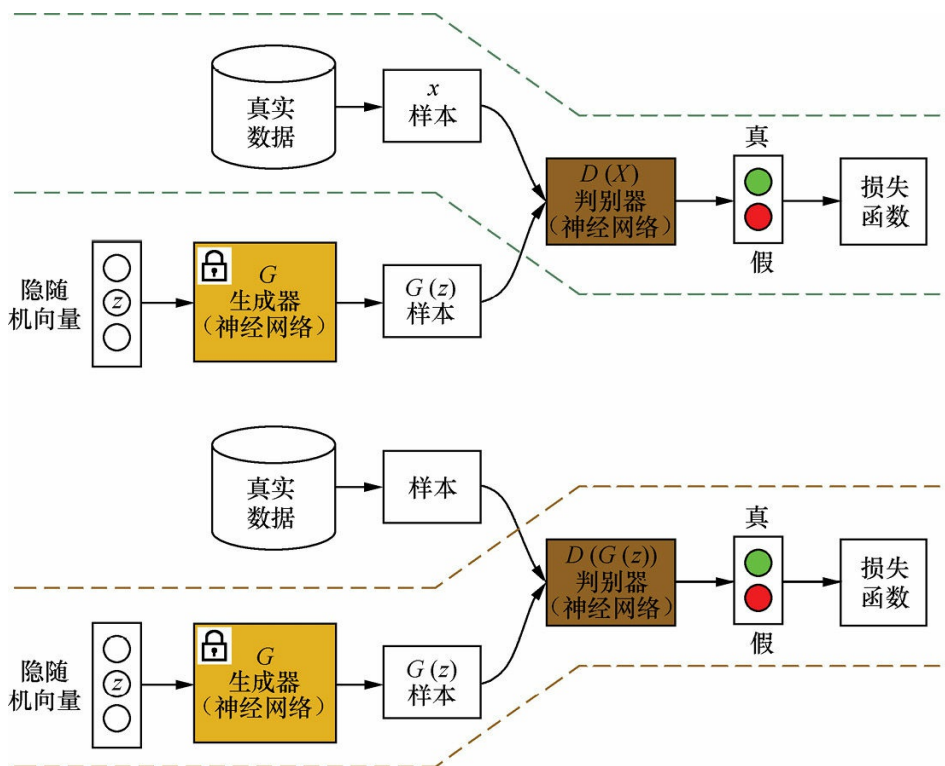 真实
数据
x
样本
D (X)
判别器
(神经网络)
真
假
损失
函数
隐随
机向量
z
G
生成器
(神经网络)
G (z)
样本
真实
数据
样本
D (G (z))
判别器
(神经网络)
真
假
损失
函数
隐随
机向量
z
G
生成器
(神经网络)
G (z)
样本